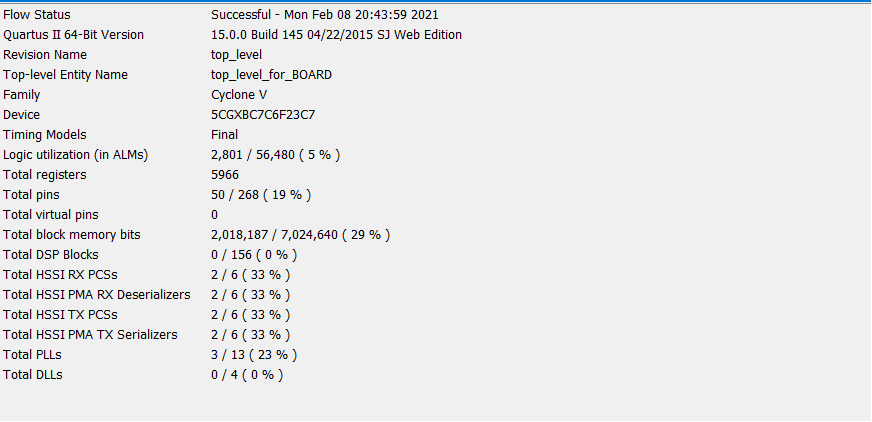 Flow Status Successful - Mon Feb 08 20:43:59 2021
Quartus II 64-Bit Version 15.0.0 Build 145 04/22/2015 SJ Web Edition
Revision Name top_level
Top-level Entity Name top_level_for_BOARD
Family Cyclone V
Device 5CGXBC7C6F23C7
Timing Models Final
Logic utilization (in ALMs) 2,801 / 56,480 ( 5 % )
Total registers 5966
Total pins 50 / 268 ( 19 % )
Total virtual pins 0
Total block memory bits 2,018,187 / 7,024,640 ( 29 % )
Total DSP Blocks 0 / 156 ( 0 % )
Total HSSI RX PCSs 2 / 6 ( 33 % )
Total HSSI PMA RX Deserializers 2 / 6 ( 33 % )
Total HSSI TX PCSs 2 / 6 ( 33 % )
Total HSSI PMA TX Serializers 2 / 6 ( 33 % )
Total PLLs 3 / 13 ( 23 % )
Total DLLs 0 / 4 ( 0 % )